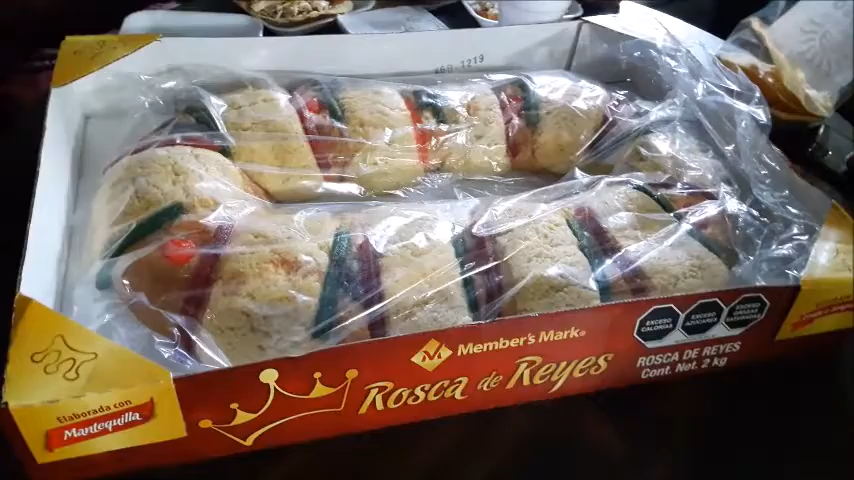 Member's Mark
Rosca de Reyes
EXCESO CALORÍAS
EXCESO AZÚCARES
EXCESO GRASAS SATURADAS
ROSCA DE REYES
Cont. Net. 2 kg
Elaborada con
Mantequilla